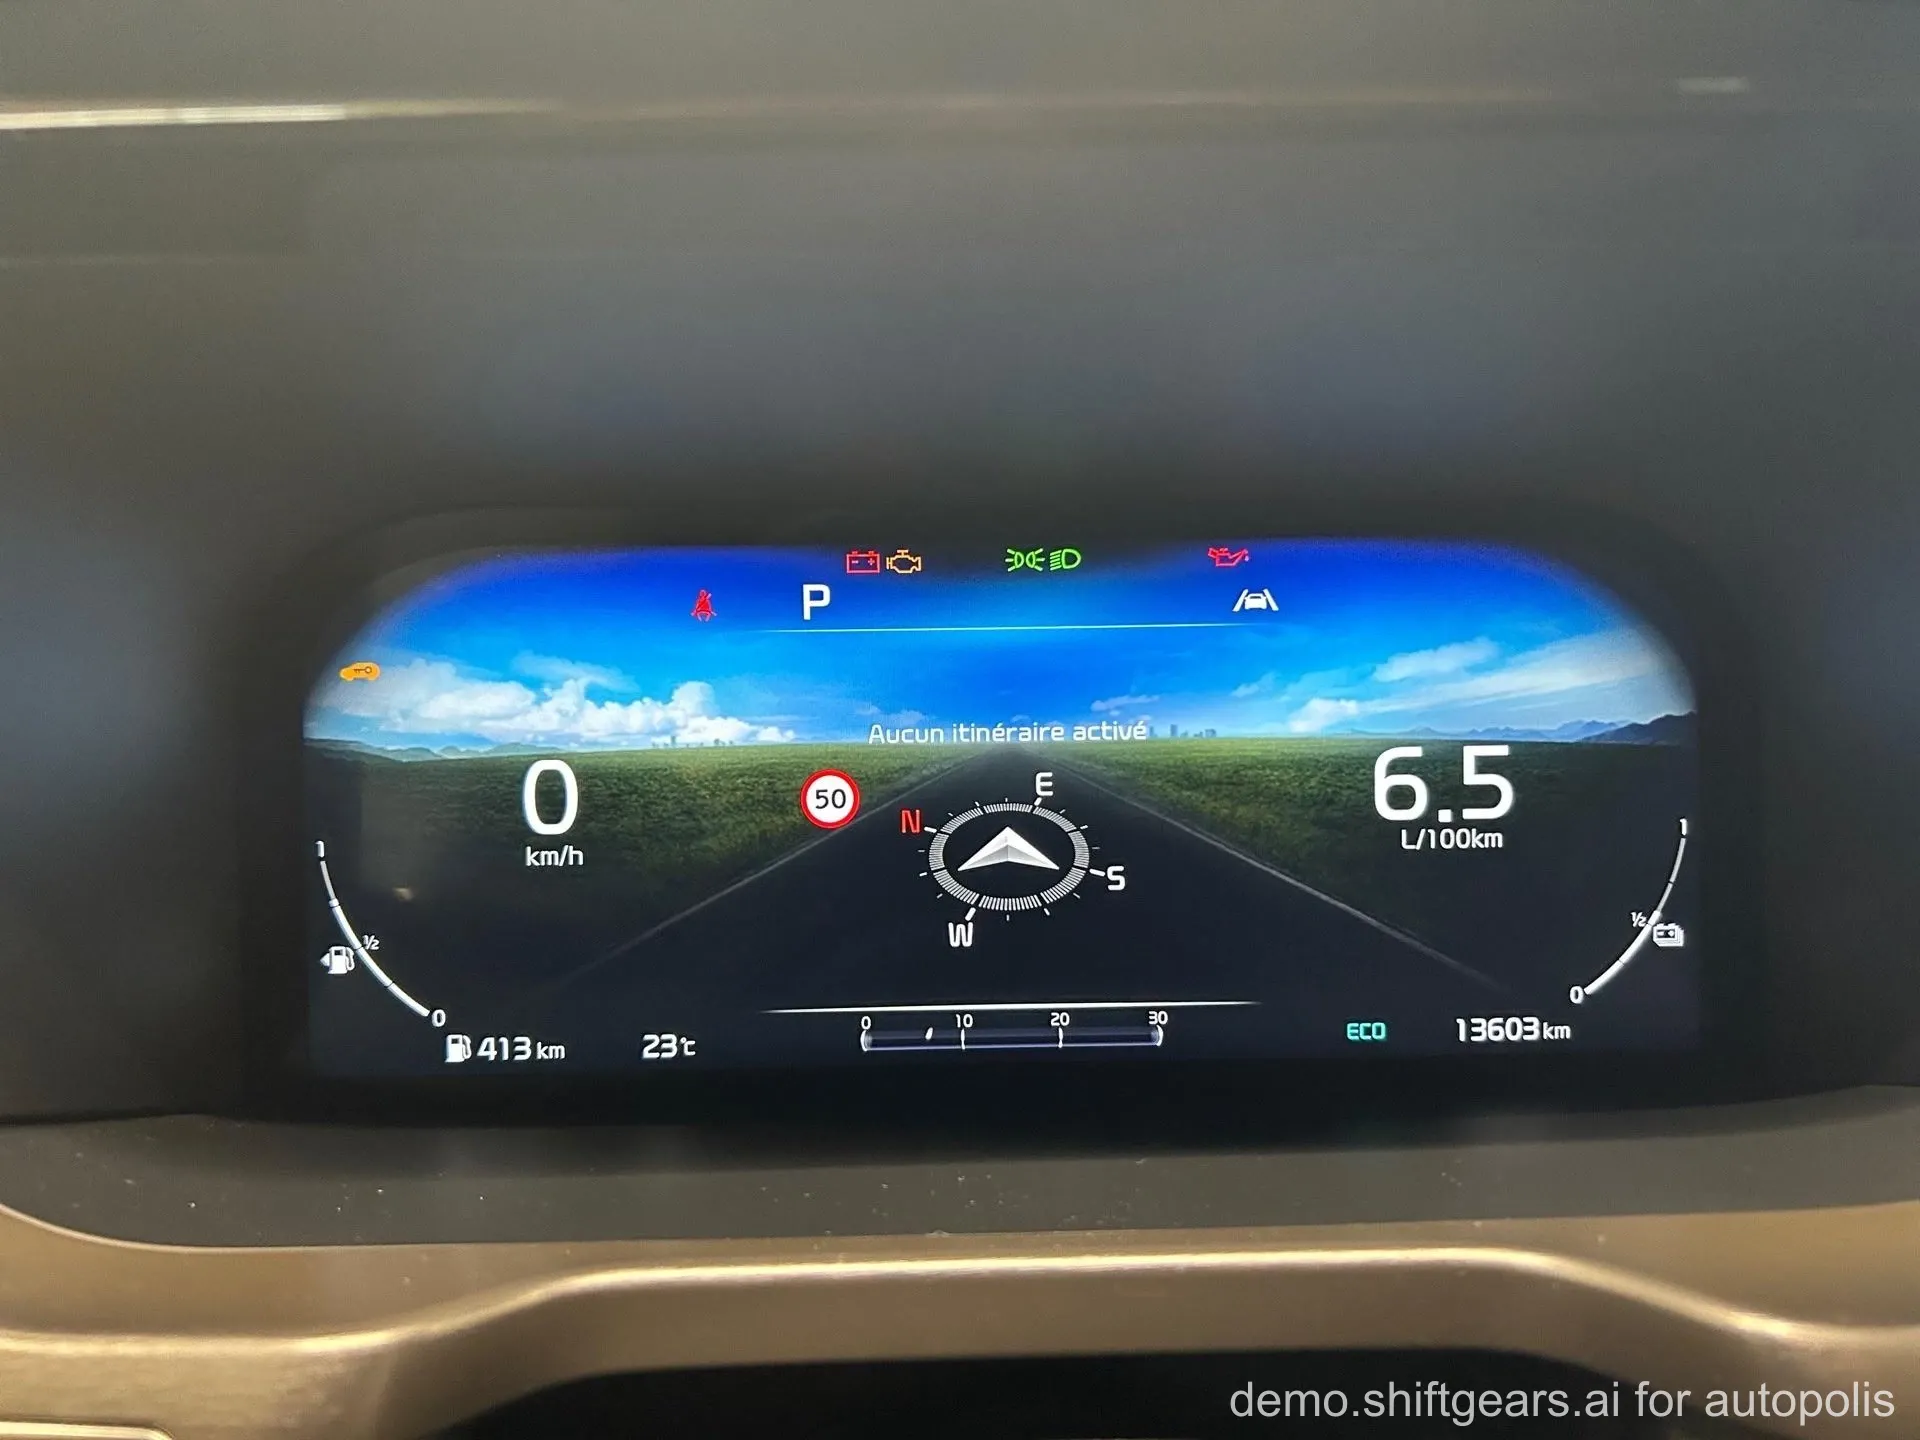 P
Aucun itinéraire activé
0
km/h
50
6.5
L/100km
N
E
S
W
1
1/2
0
1
1/2
0
413 km
23°c
0 10 20 30
ECO
13603 km
demo.shiftgears.ai for autopolis